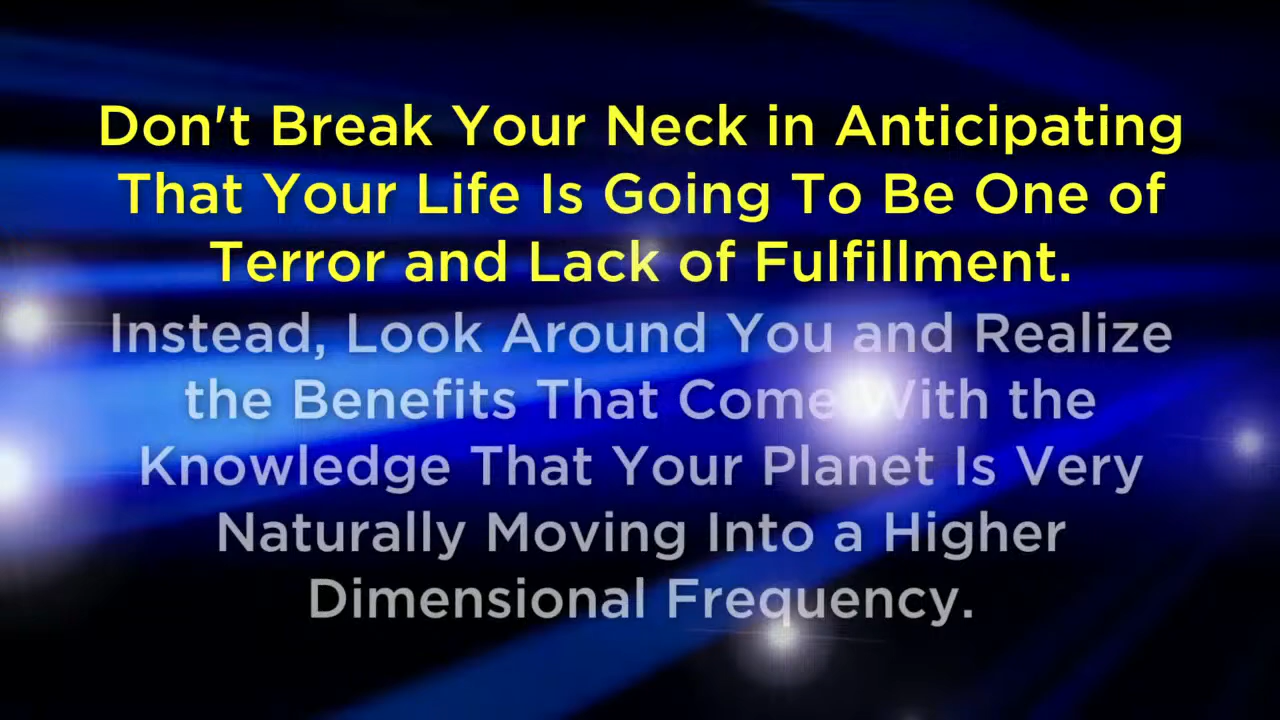 Don't Break Your Neck in Anticipating
That Your Life Is Going To Be One of
Terror and Lack of Fulfillment.
Instead, Look Around You and Realize
the Benefits That Come With the
Knowledge That Your Planet Is Very
Naturally Moving Into a Higher
Dimensional Frequency.